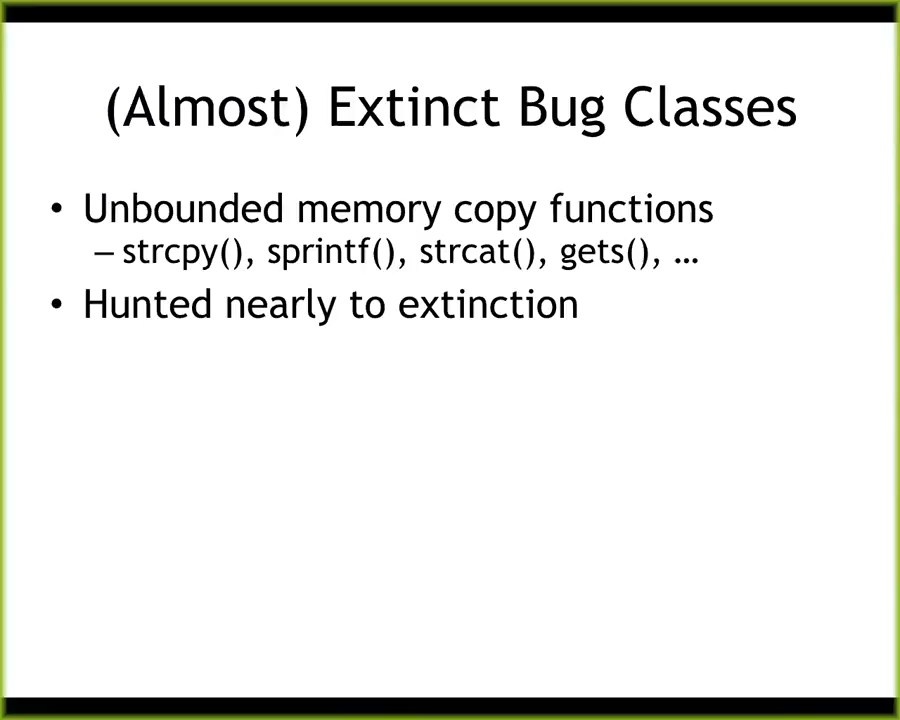 (Almost) Extinct Bug Classes
• Unbounded memory copy functions
– strcpy(), sprintf(), strcat(), gets(), …
• Hunted nearly to extinction